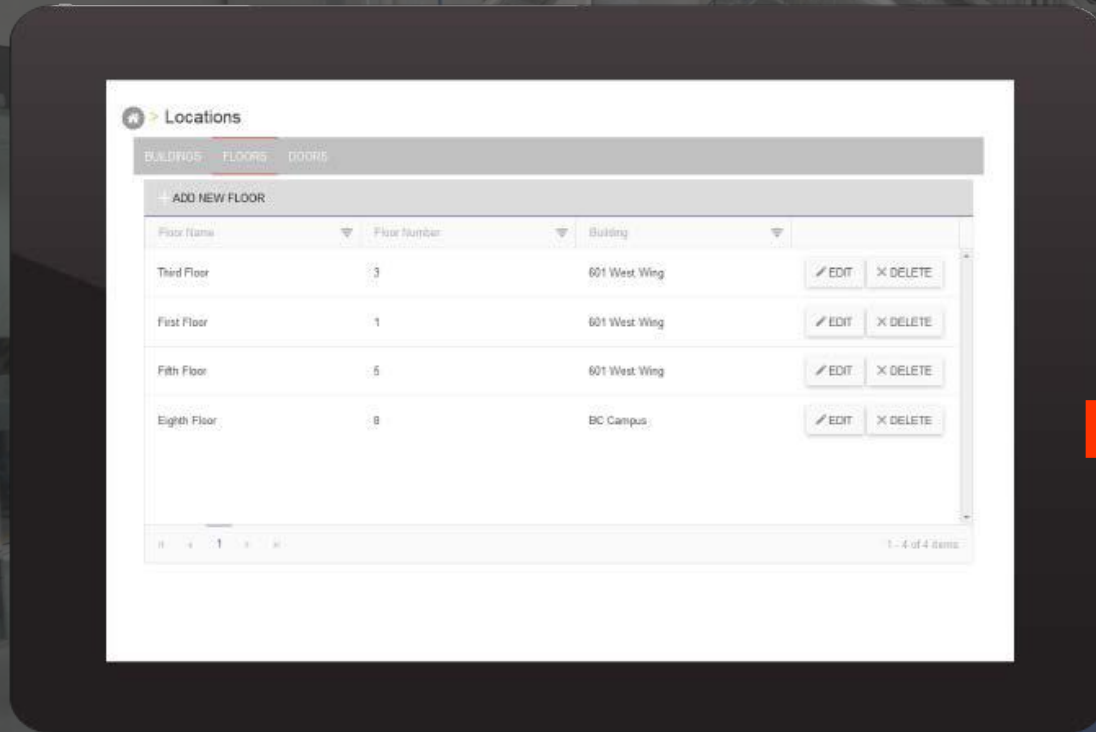 > Locations
BUILDINGS FLOORS DOORS
ADD NEW FLOOR
Floor Name Floor Number Building
Third Floor 3 601 West Wing EDIT DELETE
First Floor 1 601 West Wing EDIT DELETE
Fifth Floor 5 601 West Wing EDIT DELETE
Eighth Floor 8 BC Campus EDIT DELETE
1 1 - 4 of 4 items